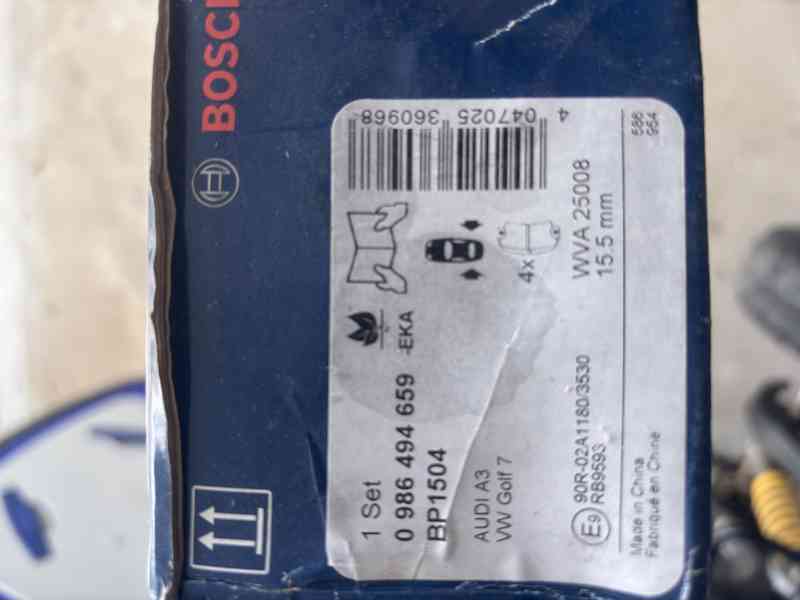 BOSCH
1 Set
0 986 494 659 -EKA
BP1504
AUDI A3
VW Golf 7
4x
WVA 25008
15.5 mm
4 047025 360968
E9 90R-02A1180/3530
RB9593
Made in China
Fabriqué en Chine
954